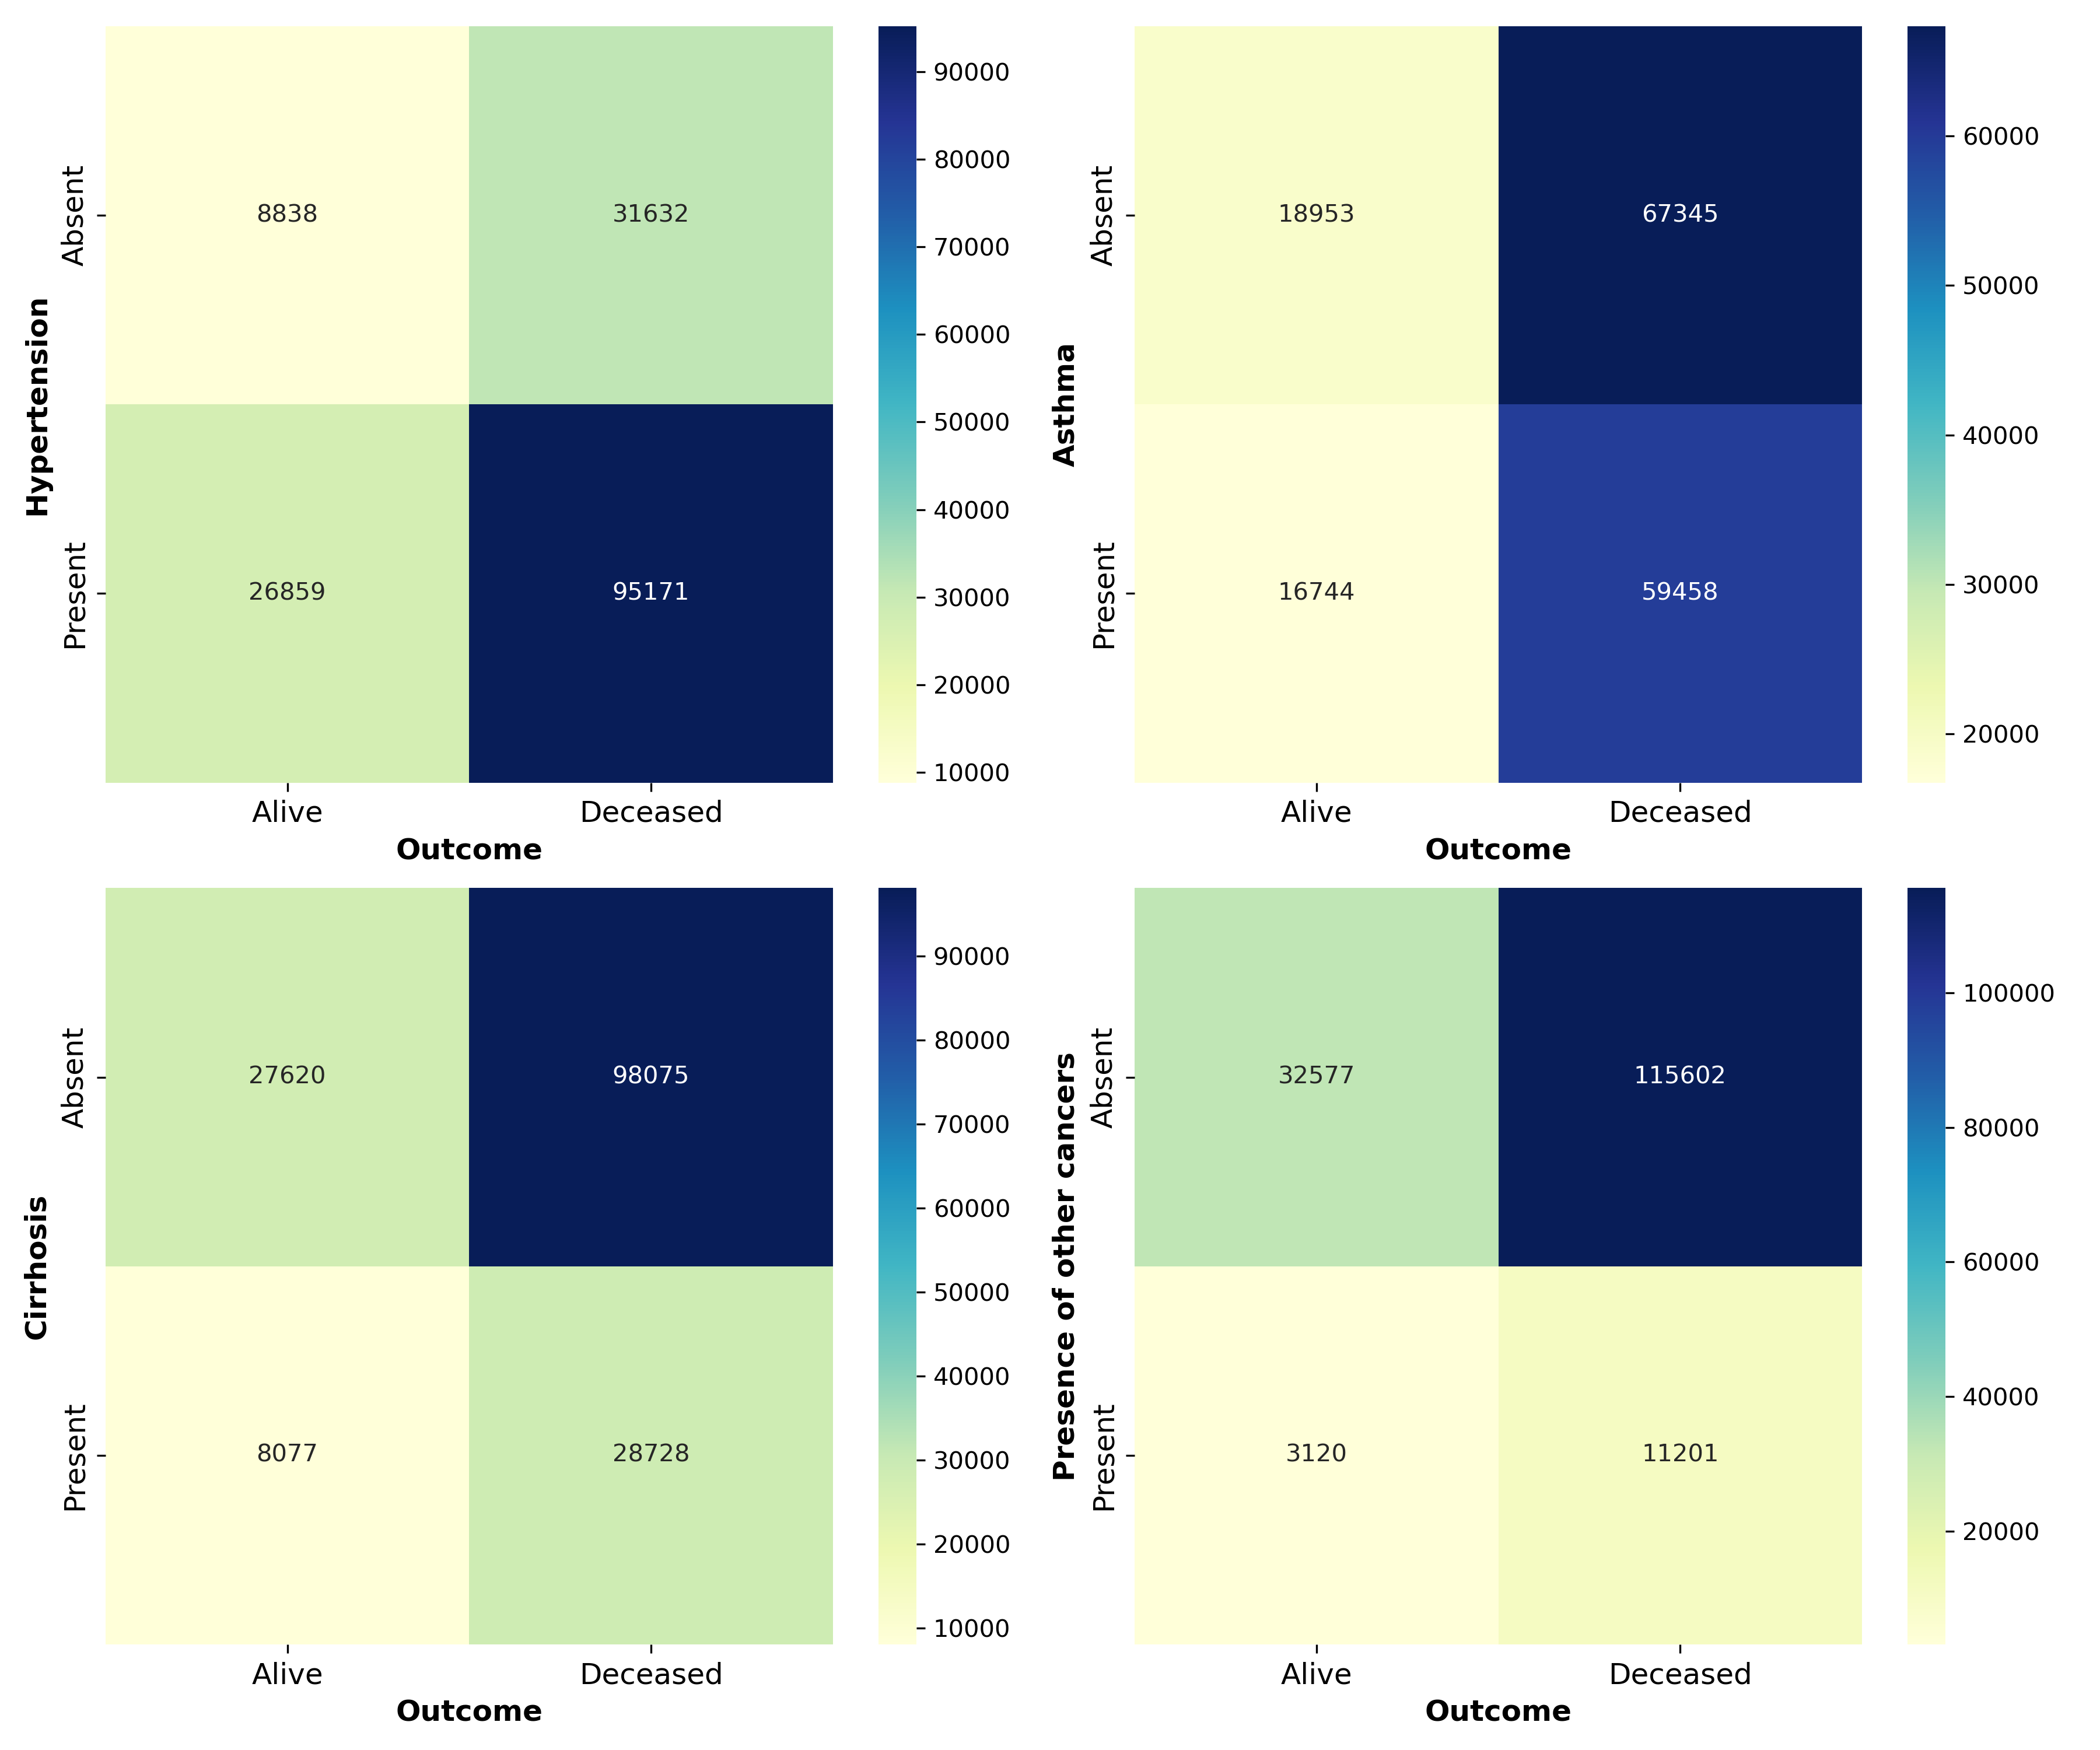 Hypertension
Absent
Present
8838
31632
26859
95171
Alive
Deceased
Outcome
90000
80000
70000
60000
50000
40000
30000
20000
10000
Asthma
Absent
Present
18953
67345
16744
59458
Alive
Deceased
Outcome
60000
50000
40000
30000
20000
Cirrhosis
Absent
Present
27620
98075
8077
28728
Alive
Deceased
Outcome
90000
80000
70000
60000
50000
40000
30000
20000
10000
Presence of other cancers
Absent
Present
32577
115602
3120
11201
Alive
Deceased
Outcome
100000
80000
60000
40000
20000